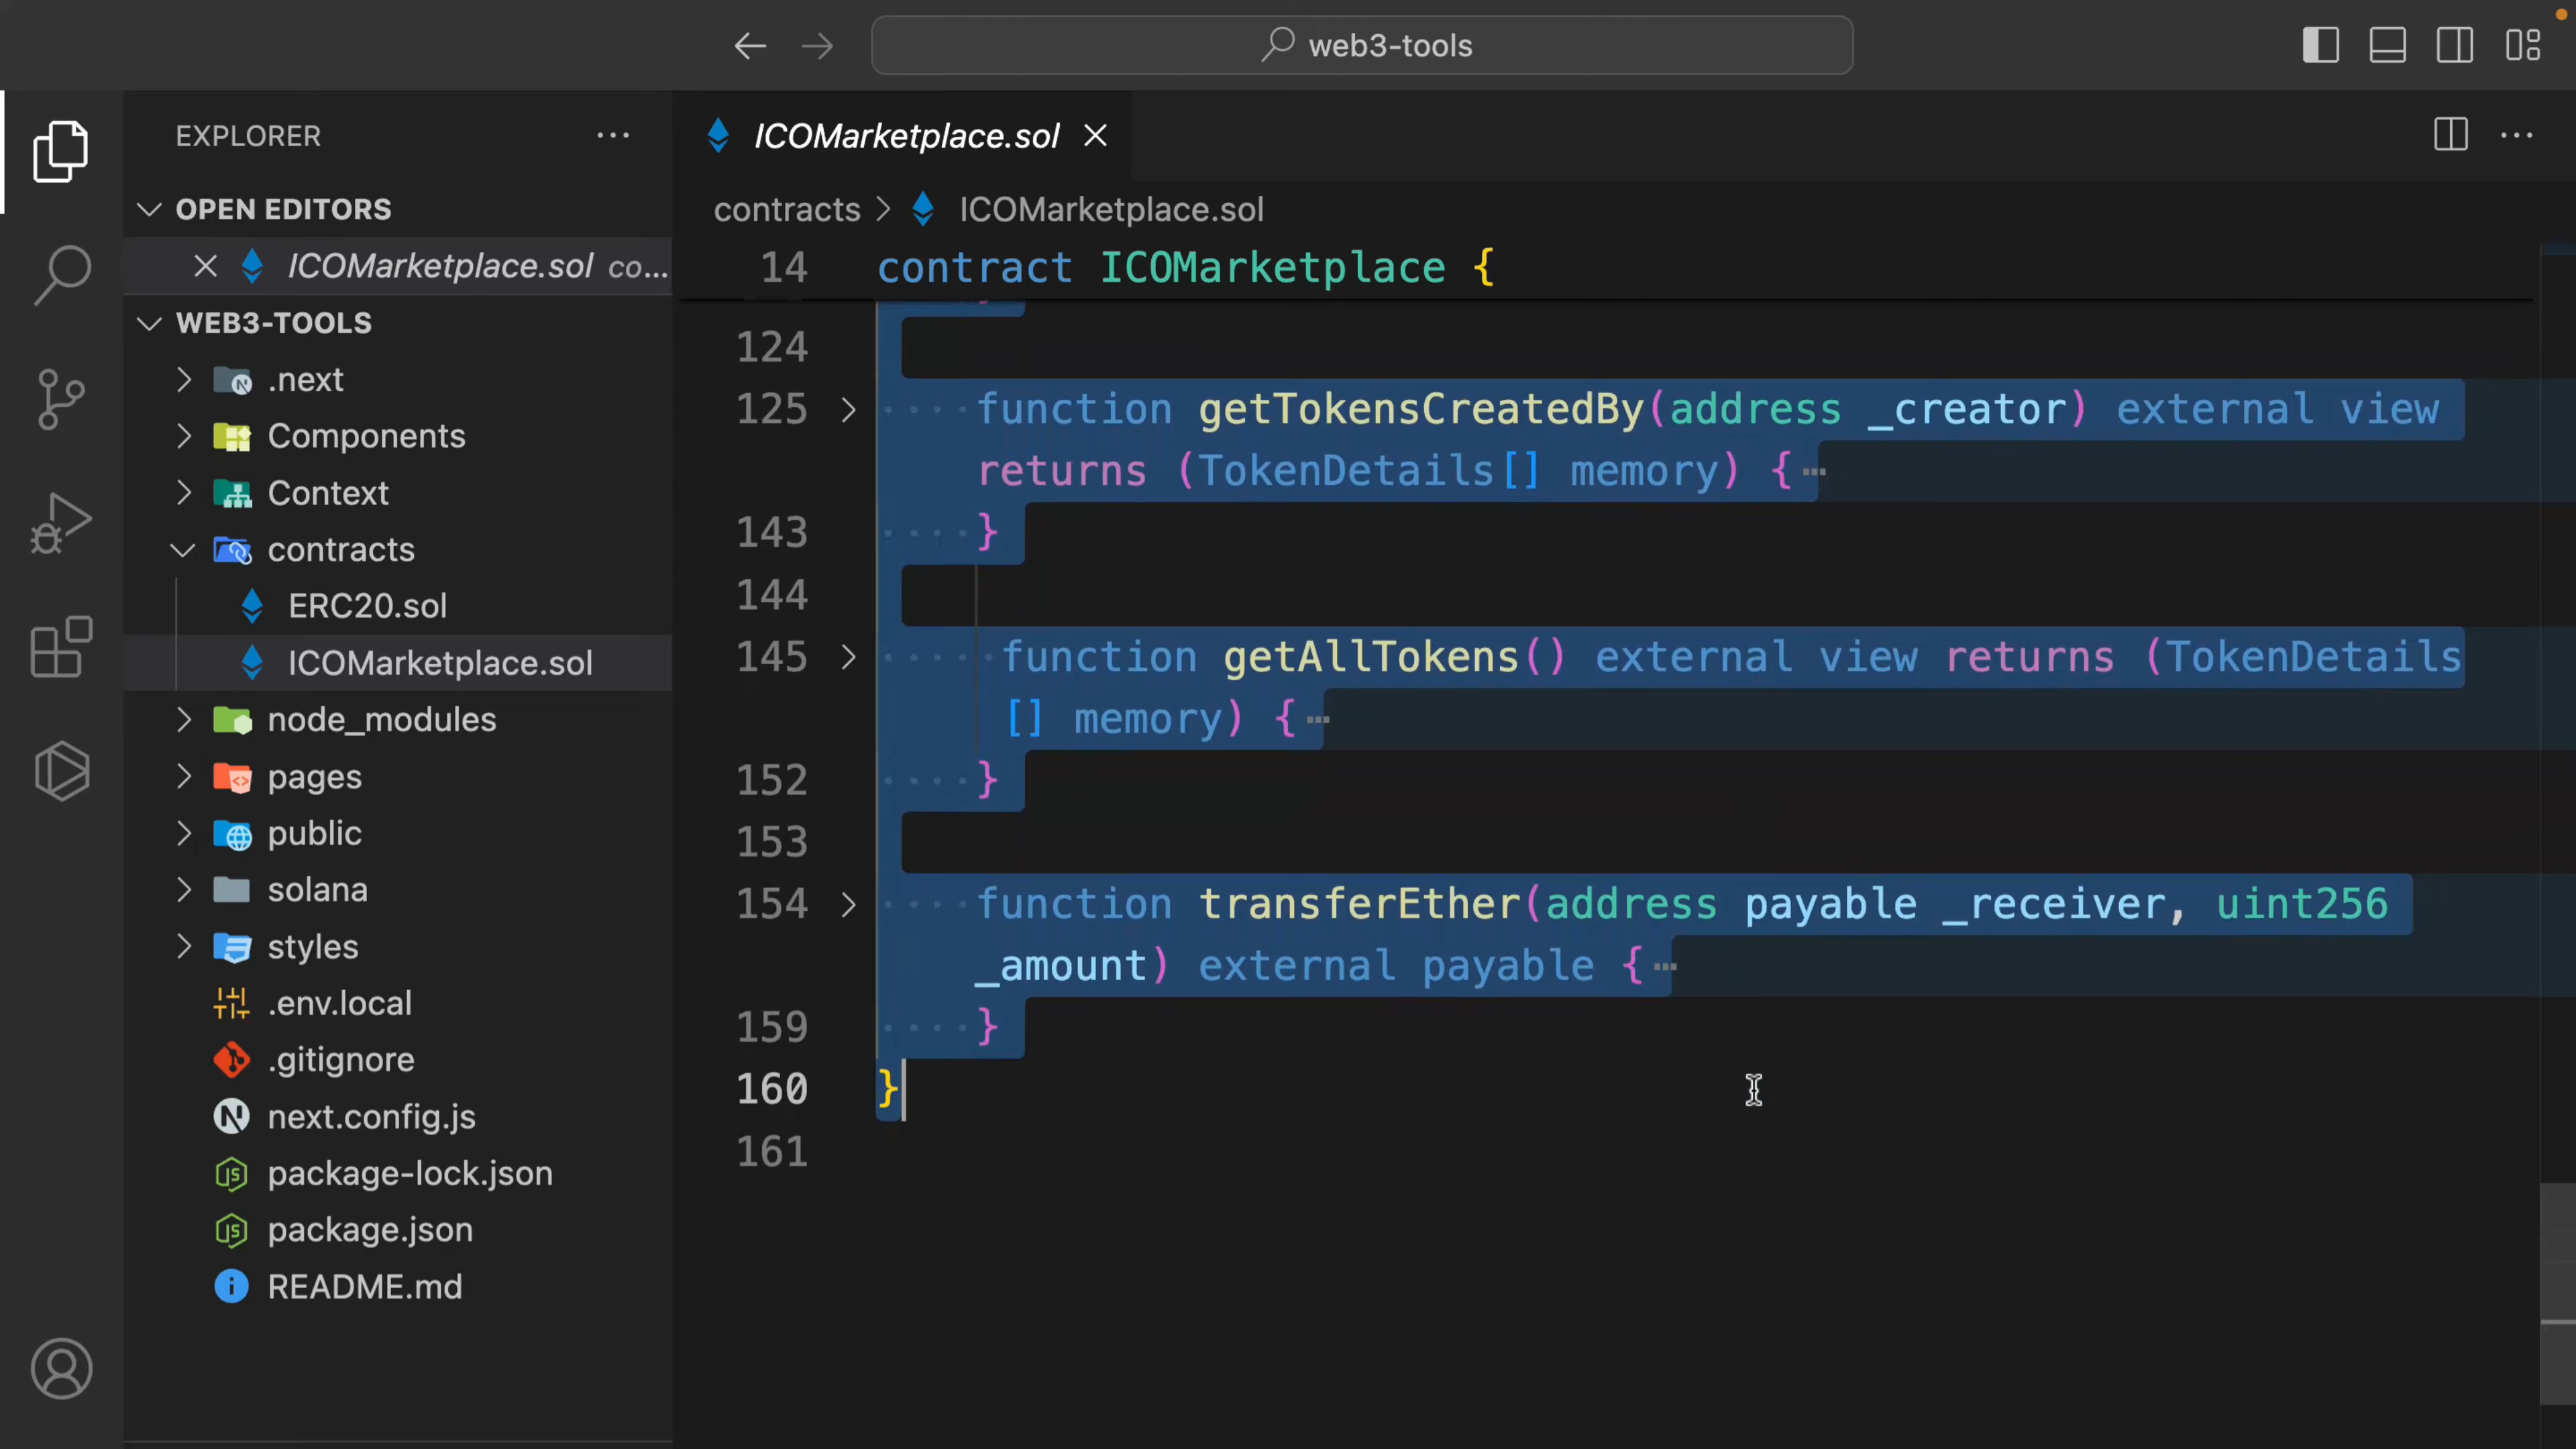 web3-tools
EXPLORER
ICOMarketplace.sol
OPEN EDITORS
contracts > ICOMarketplace.sol
ICOMarketplace.sol co...
14 contract ICOMarketplace {
WEB3-TOOLS
.next
Components
Context
contracts
ERC20.sol
ICOMarketplace.sol
node_modules
pages
public
solana
styles
.env.local
.gitignore
next.config.js
package-lock.json
package.json
README.md
124
125 function getTokensCreatedBy(address _creator) external view
returns (TokenDetails[] memory) {
143 }
144
145 function getAllTokens() external view returns (TokenDetails
[] memory) {
152 }
153
154 function transferEther(address payable _receiver, uint256
_amount) external payable {
159 }
160 }
161